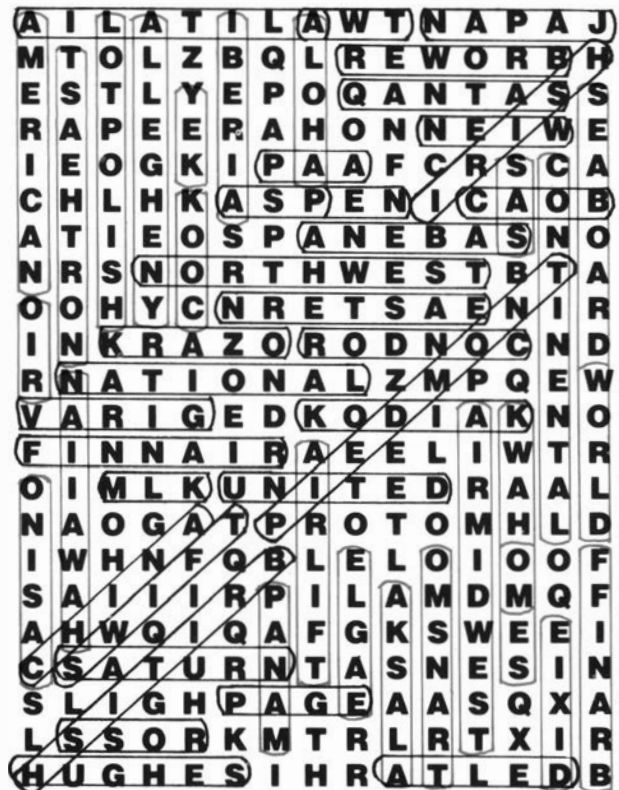 A I L A T I L A W T N A P A J
M T O L Z B Q L R E W O R B H
E S T L Y E P O Q A N T A S S
R A P E E R A H O N N E I W E
I E O G K I P A A F C R S C A
C H L H K A S P E N I C A O B
A T I E O S P A N E B A S N O
N R S N O R T H W E S T B T A
O O H Y C N R E T S A E N I R
I N K R A Z O R O D N O C N D
R N A T I O N A L Z M P Q E W
V A R I G E D K O D I A K N O
F I N N A I R A E E L I W T R
O I M L K U N I T E D R A A L
N A O G A T P R O T O M H L D
I W H N F Q B L E L O I O O F
S A I I I R P I L A M D M Q F
A H W Q I Q A F G K S W E E I
C S A T U R N T A S N E S I N
S L I G H P A G E A A S Q X A
L S S O R K M T R L R T X I R
H U G H E S I H R A T L E D B